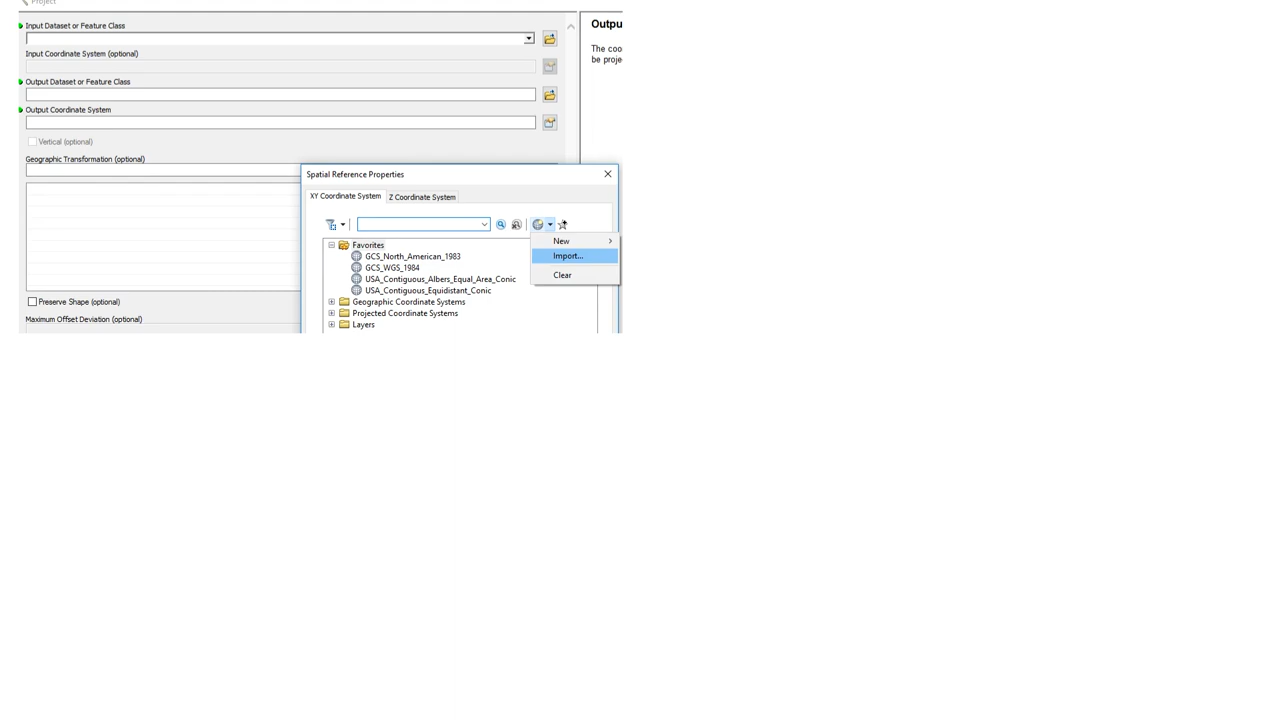 Project
Input Dataset or Feature Class
Input Coordinate System (optional)
Output Dataset or Feature Class
Output Coordinate System
Vertical (optional)
Geographic Transformation (optional)
Preserve Shape (optional)
Maximum Offset Deviation (optional)
Outpu
The coo
be proje
Spatial Reference Properties
XY Coordinate System
Z Coordinate System
New
Import...
Clear
Favorites
GCS_North_American_1983
GCS_WGS_1984
USA_Contiguous_Albers_Equal_Area_Conic
USA_Contiguous_Equidistant_Conic
Geographic Coordinate Systems
Projected Coordinate Systems
Layers